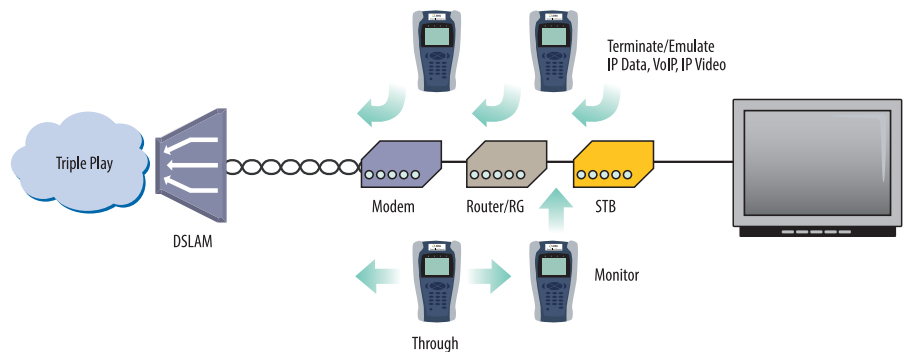 Terminate/Emulate
IP Data, VoIP, IP Video
Triple Play
Modem
Router/RG
STB
DSLAM
Monitor
Through